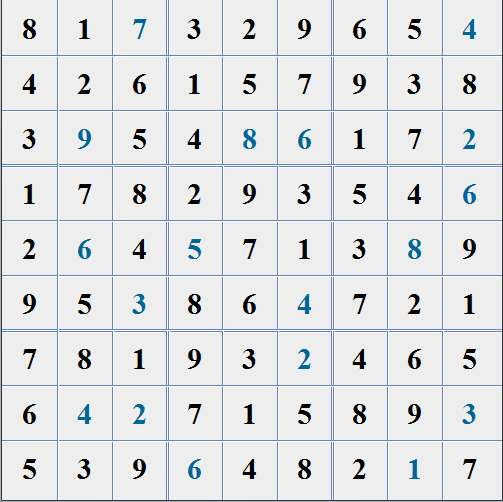 8 1 7 3 2 9 6 5 4
4 2 6 1 5 7 9 3 8
3 9 5 4 8 6 1 7 2
1 7 8 2 9 3 5 4 6
2 6 4 5 7 1 3 8 9
9 5 3 8 6 4 7 2 1
7 8 1 9 3 2 4 6 5
6 4 2 7 1 5 8 9 3
5 3 9 6 4 8 2 1 7